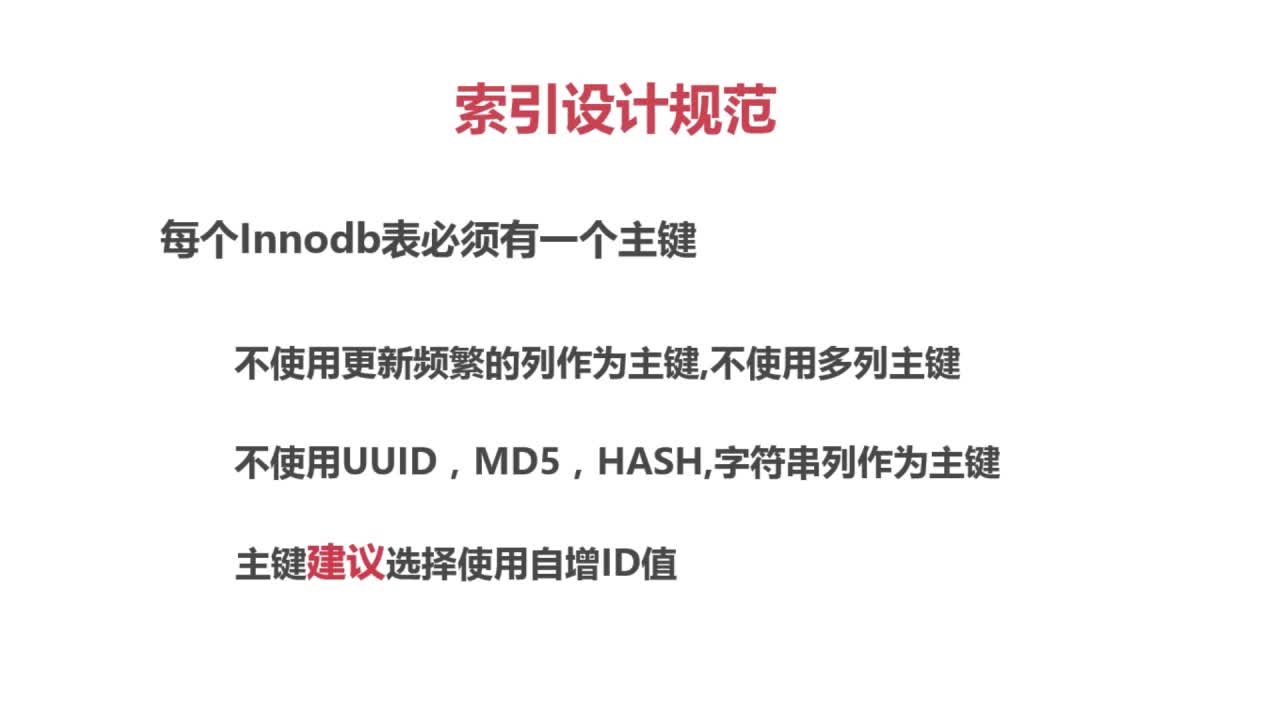 索引设计规范
每个Innodb表必须有一个主键
不使用更新频繁的列作为主键,不使用多列主键
不使用UUID，MD5，HASH,字符串列作为主键
主键建议选择使用自增ID值